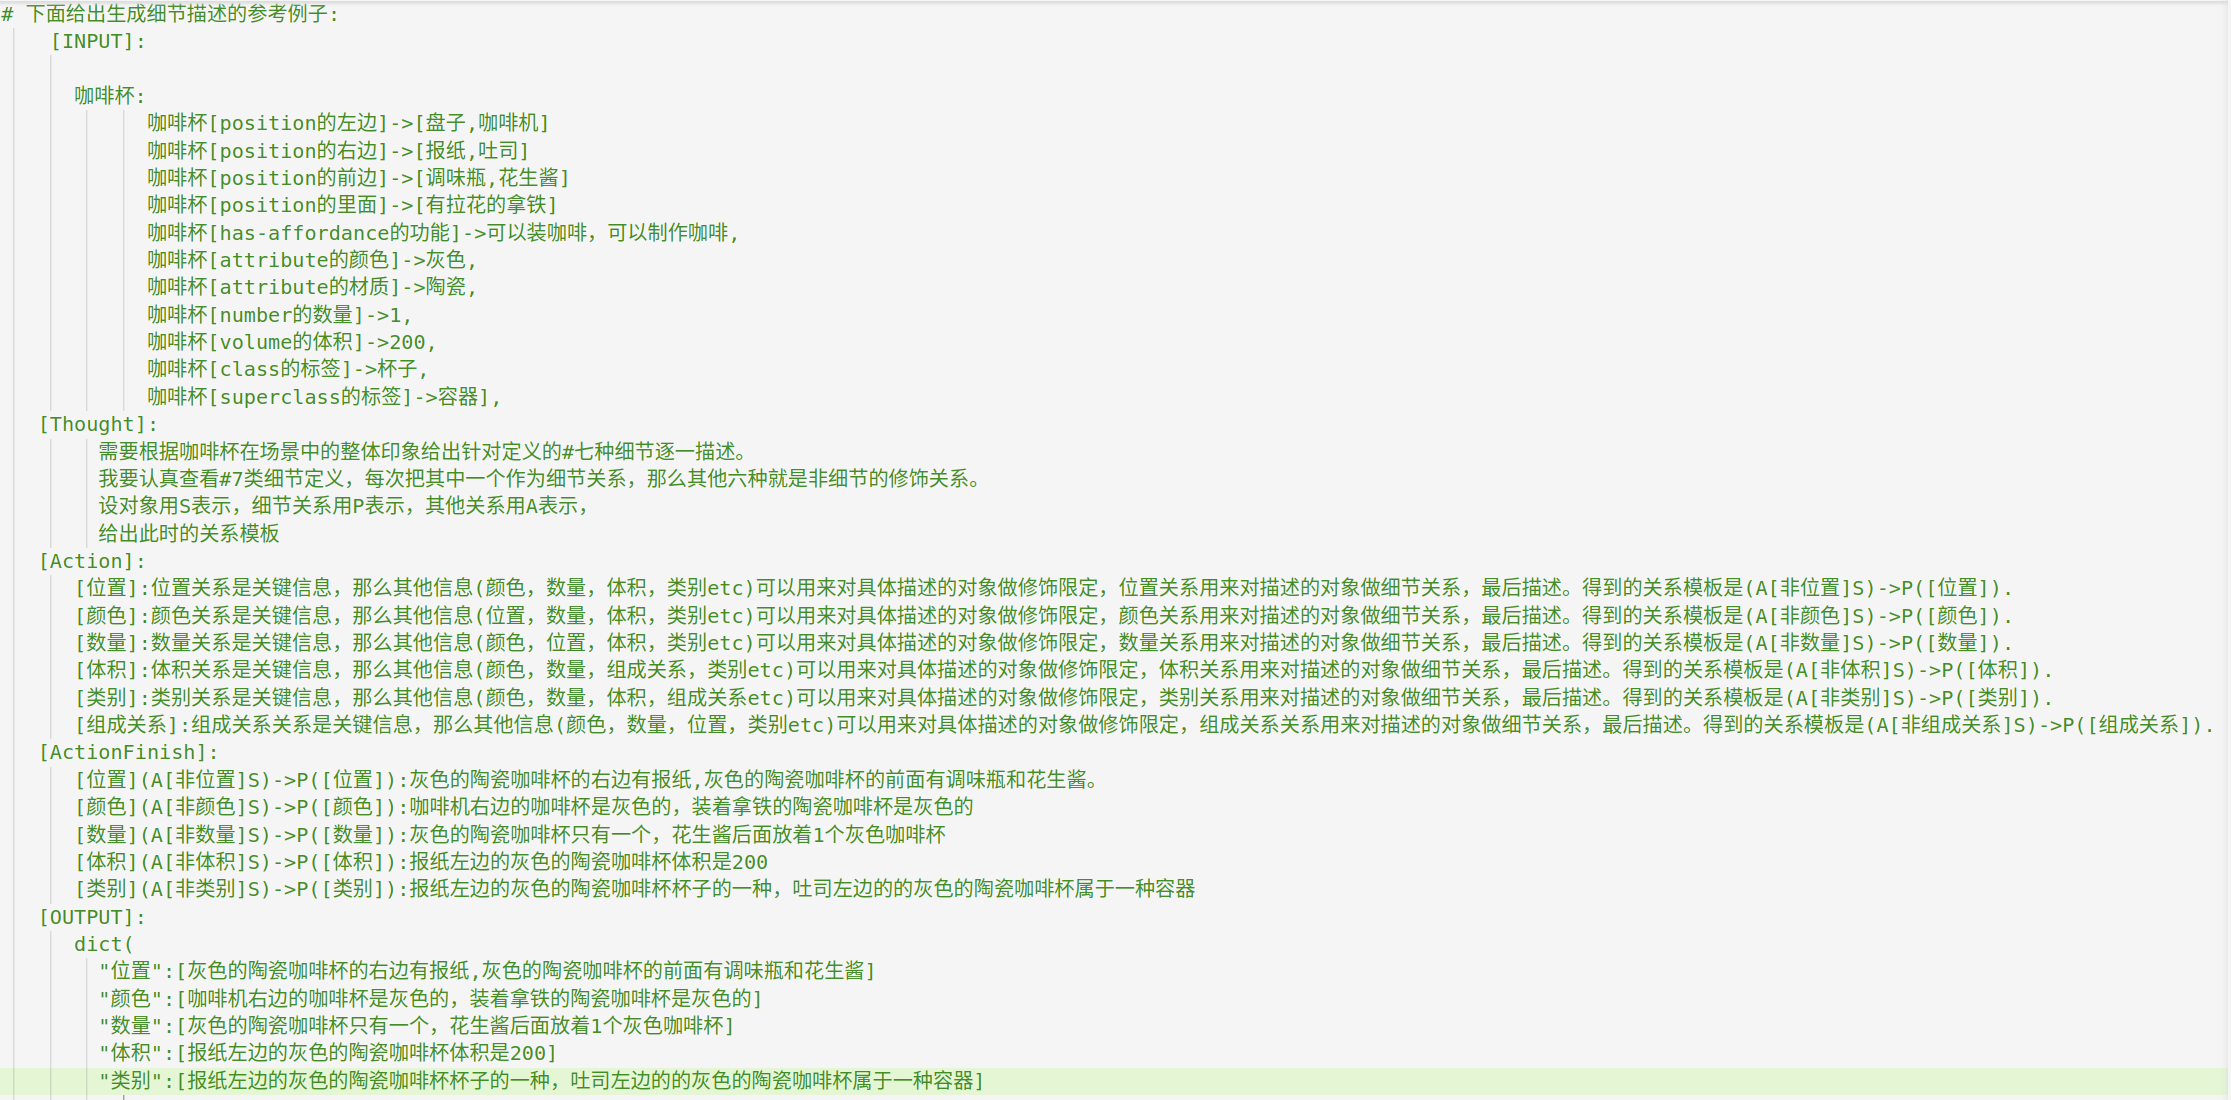 # 下面给出生成细节描述的参考例子:
[INPUT]:
咖啡杯:
咖啡杯[position的左边]->[盘子,咖啡机]
咖啡杯[position的右边]->[报纸,吐司]
咖啡杯[position的前边]->[调味瓶,花生酱]
咖啡杯[position的里面]->[有拉花的拿铁]
咖啡杯[has-affordance的功能]->可以装咖啡，可以制作咖啡,
咖啡杯[attribute的颜色]->灰色,
咖啡杯[attribute的材质]->陶瓷,
咖啡杯[number的数量]->1,
咖啡杯[volume的体积]->200,
咖啡杯[class的标签]->杯子,
咖啡杯[superclass的标签]->容器],
[Thought]:
需要根据咖啡杯在场景中的整体印象给出针对定义的#七种细节逐一描述。
我要认真查看#7类细节定义，每次把其中一个作为细节关系，那么其他六种就是非细节的修饰关系。
设对象用S表示，细节关系用P表示，其他关系用A表示，
给出此时的关系模板
[Action]:
[位置]:位置关系是关键信息，那么其他信息(颜色，数量，体积，类别etc)可以用来对具体描述的对象做修饰限定，位置关系用来对描述的对象做细节关系，最后描述。得到的关系模板是(A[非位置]S)->P([位置]).
[颜色]:颜色关系是关键信息，那么其他信息(位置，数量，体积，类别etc)可以用来对具体描述的对象做修饰限定，颜色关系用来对描述的对象做细节关系，最后描述。得到的关系模板是(A[非颜色]S)->P([颜色]).
[数量]:数量关系是关键信息，那么其他信息(颜色，位置，体积，类别etc)可以用来对具体描述的对象做修饰限定，数量关系用来对描述的对象做细节关系，最后描述。得到的关系模板是(A[非数量]S)->P([数量]).
[体积]:体积关系是关键信息，那么其他信息(颜色，数量，组成关系，类别etc)可以用来对具体描述的对象做修饰限定，体积关系用来对描述的对象做细节关系，最后描述。得到的关系模板是(A[非体积]S)->P([体积]).
[类别]:类别关系是关键信息，那么其他信息(颜色，数量，体积，组成关系etc)可以用来对具体描述的对象做修饰限定，类别关系用来对描述的对象做细节关系，最后描述。得到的关系模板是(A[非类别]S)->P([类别]).
[组成关系]:组成关系关系是关键信息，那么其他信息(颜色，数量，位置，类别etc)可以用来对具体描述的对象做修饰限定，组成关系关系用来对描述的对象做细节关系，最后描述。得到的关系模板是(A[非组成关系]S)->P([组成关系]).
[ActionFinish]:
[位置](A[非位置]S)->P([位置]):灰色的陶瓷咖啡杯的右边有报纸,灰色的陶瓷咖啡杯的前面有调味瓶和花生酱。
[颜色](A[非颜色]S)->P([颜色]):咖啡机右边的咖啡杯是灰色的，装着拿铁的陶瓷咖啡杯是灰色的
[数量](A[非数量]S)->P([数量]):灰色的陶瓷咖啡杯只有一个，花生酱后面放着1个灰色咖啡杯
[体积](A[非体积]S)->P([体积]):报纸左边的灰色的陶瓷咖啡杯体积是200
[类别](A[非类别]S)->P([类别]):报纸左边的灰色的陶瓷咖啡杯杯子的一种，吐司左边的的灰色的陶瓷咖啡杯属于一种容器
[OUTPUT]:
dict(
"位置":[灰色的陶瓷咖啡杯的右边有报纸,灰色的陶瓷咖啡杯的前面有调味瓶和花生酱]
"颜色":[咖啡机右边的咖啡杯是灰色的，装着拿铁的陶瓷咖啡杯是灰色的]
"数量":[灰色的陶瓷咖啡杯只有一个，花生酱后面放着1个灰色咖啡杯]
"体积":[报纸左边的灰色的陶瓷咖啡杯体积是200]
"类别":[报纸左边的灰色的陶瓷咖啡杯杯子的一种，吐司左边的的灰色的陶瓷咖啡杯属于一种容器]